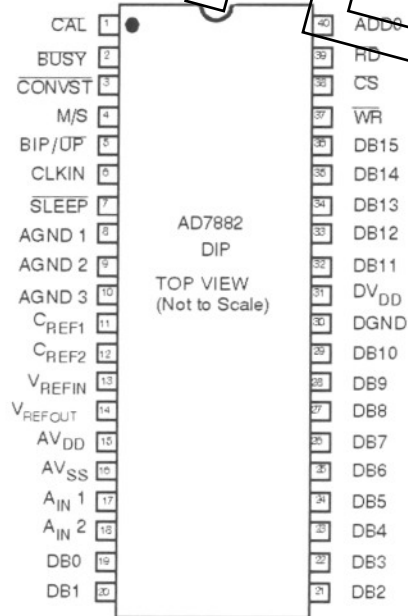 CAL 1
BUSY 2
CONVST 3
M/S 4
BIP/UP 5
CLKIN 6
SLEEP 7
AGND 1 8
AGND 2 9
AGND 3 10
CREF1 11
CREF2 12
VREFIN 13
VREFOUT 14
AVDD 15
AVSS 16
AIN 1 17
AIN 2 18
DB0 19
DB1 20
AD7882
DIP
TOP VIEW
(Not to Scale)
40 ADD0
39 RD
38 CS
37 WR
36 DB15
35 DB14
34 DB13
33 DB12
32 DB11
31 DVDD
30 DGND
29 DB10
28 DB9
27 DB8
26 DB7
25 DB6
24 DB5
23 DB4
22 DB3
21 DB2